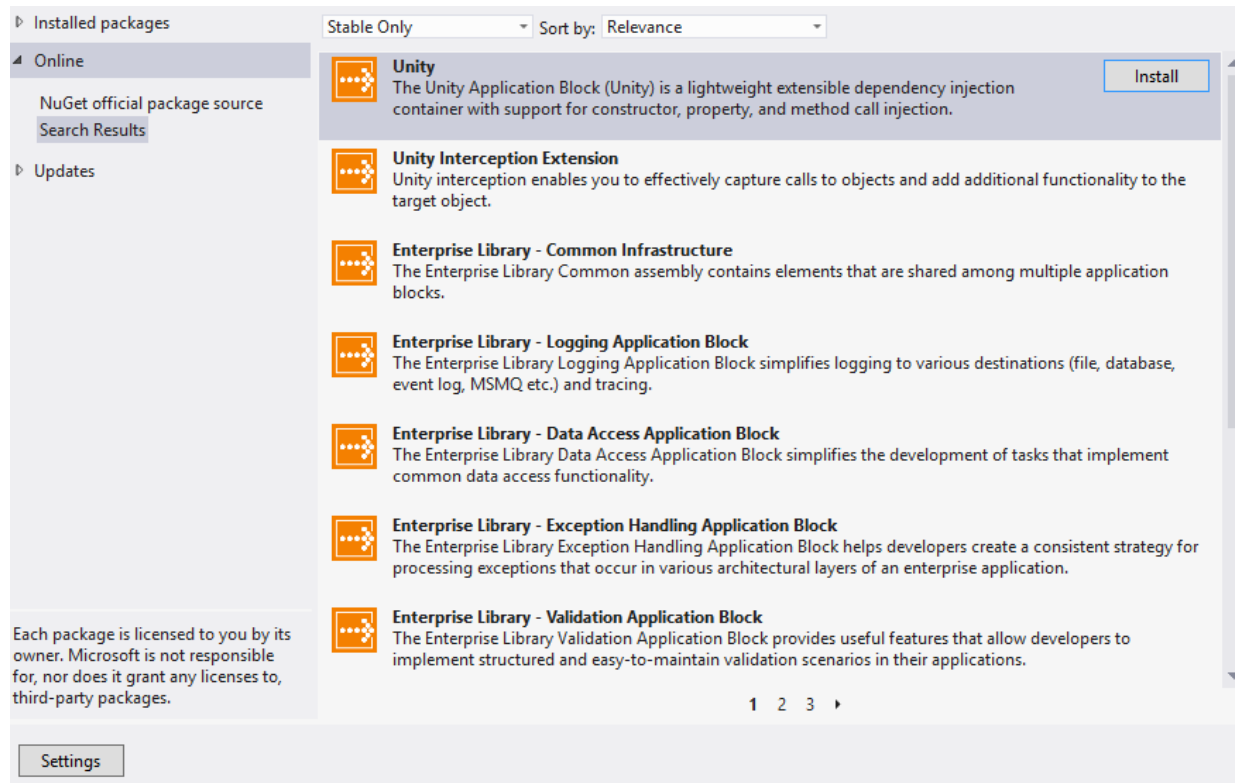 Installed packages
Online
NuGet official package source
Search Results
Updates
Each package is licensed to you by its
owner. Microsoft is not responsible
for, nor does it grant any licenses to,
third-party packages.
Settings
Stable Only Sort by: Relevance
Unity
The Unity Application Block (Unity) is a lightweight extensible dependency injection
container with support for constructor, property, and method call injection.
Install
Unity Interception Extension
Unity interception enables you to effectively capture calls to objects and add additional functionality to the
target object.
Enterprise Library - Common Infrastructure
The Enterprise Library Common assembly contains elements that are shared among multiple application
blocks.
Enterprise Library - Logging Application Block
The Enterprise Library Logging Application Block simplifies logging to various destinations (file, database,
event log, MSMQ etc.) and tracing.
Enterprise Library - Data Access Application Block
The Enterprise Library Data Access Application Block simplifies the development of tasks that implement
common data access functionality.
Enterprise Library - Exception Handling Application Block
The Enterprise Library Exception Handling Application Block helps developers create a consistent strategy for
processing exceptions that occur in various architectural layers of an enterprise application.
Enterprise Library - Validation Application Block
The Enterprise Library Validation Application Block provides useful features that allow developers to
implement structured and easy-to-maintain validation scenarios in their applications.
1 2 3